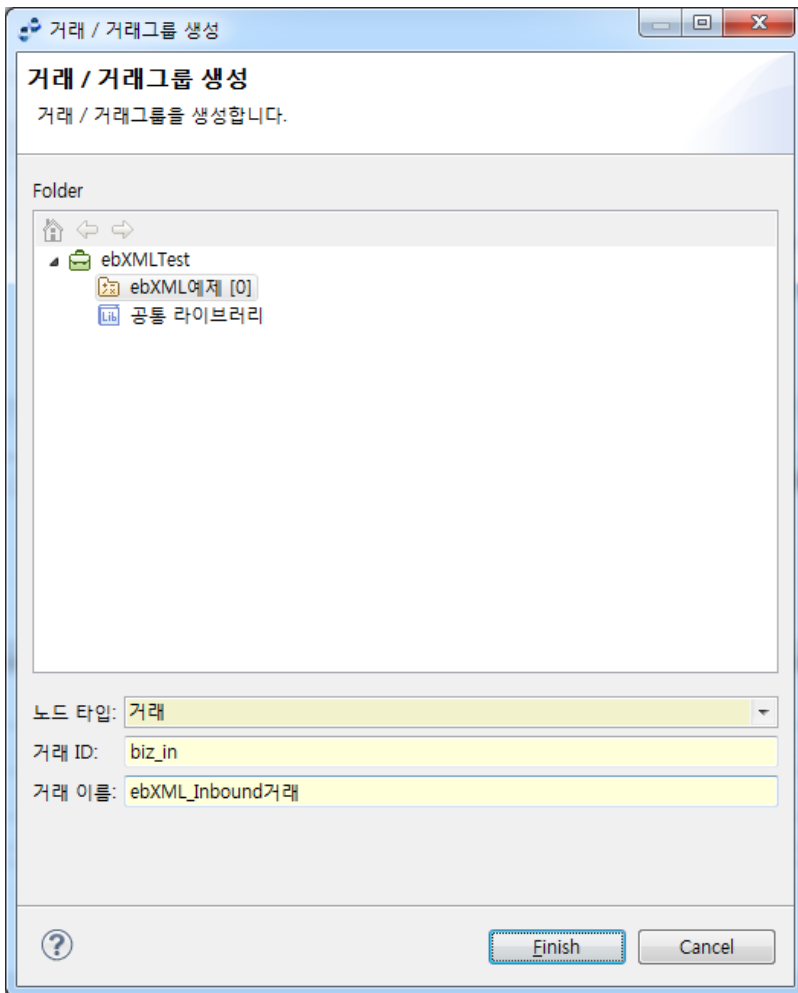 거래 / 거래그룹 생성
거래 / 거래그룹 생성
거래 / 거래그룹을 생성합니다.
Folder
ebXMLTest
ebXML예제 [0]
Lib 공통 라이브러리
노드 타입: 거래
거래 ID: biz_in
거래 이름: ebXML_Inbound거래
? Finish Cancel